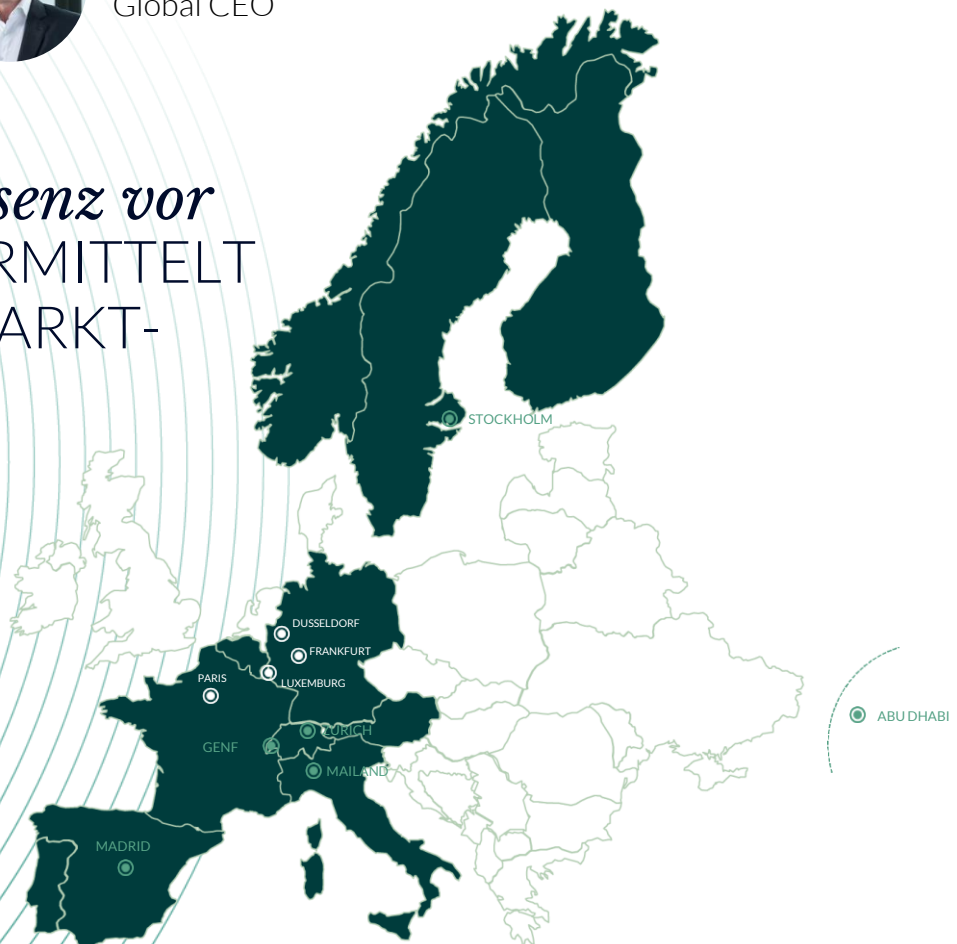 Global CEO
senz vor
RMITTELT
ARKT-
STOCKHOLM
DUSSELDORF
FRANKFURT
PARIS
LUXEMBURG
ABU DHABI
ZÜRICH
GENF
MAILAND
MADRID